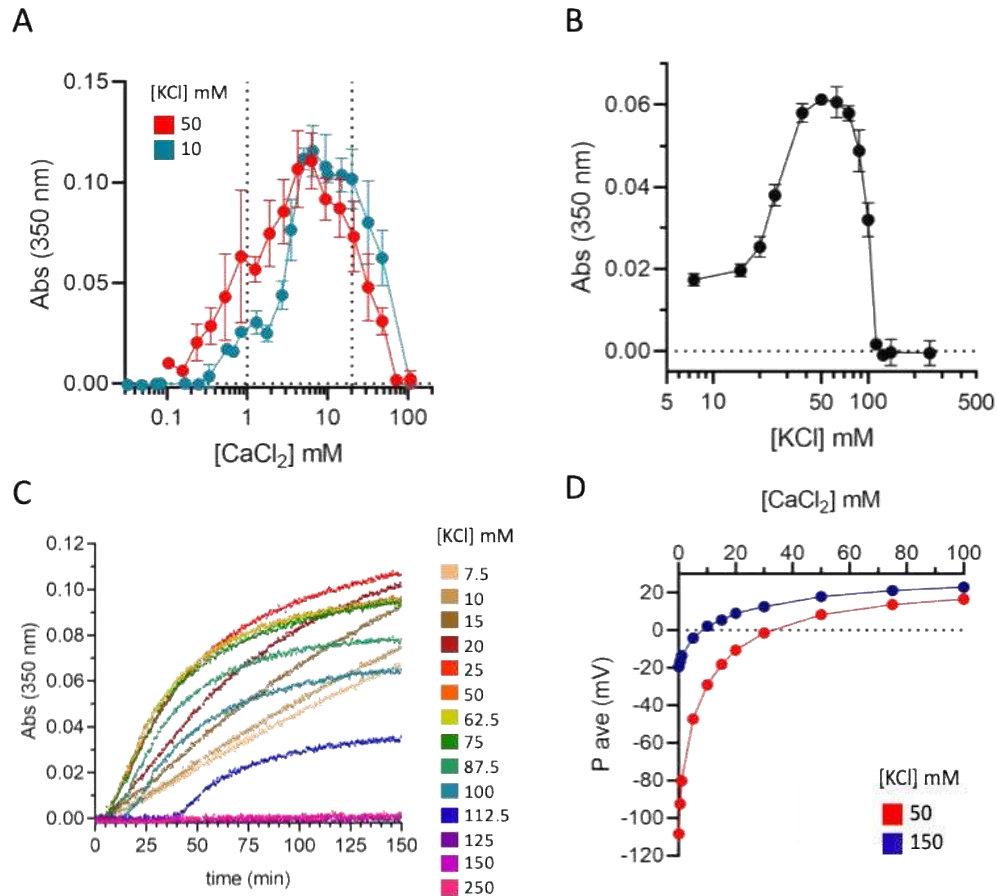 A
[KCl] mM
50
10
0.15
0.10
0.05
0.00
Abs (350 nm)
0.1 1 10 100
[CaCl2] mM
B
0.06
0.04
0.02
0.00
Abs (350 nm)
5 10 50 100 500
[KCl] mM
C
0.12
0.10
0.08
0.06
0.04
0.02
0.00
Abs (350 nm)
0 25 50 75 100 125 150
time (min)
[KCl] mM
7.5
10
15
20
25
50
62.5
75
87.5
100
112.5
125
150
250
D
[CaCl2] mM
0 20 40 60 80 100
20
0
-20
-40
-60
-80
-100
-120
P ave (mV)
[KCl] mM
50
150